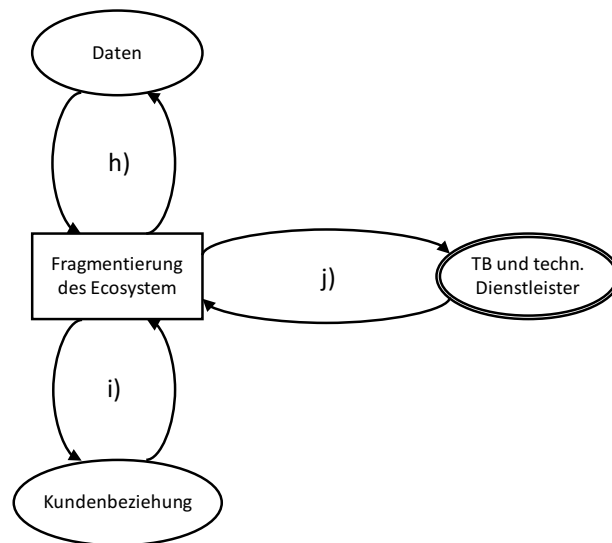 Daten
h)
Fragmentierung
des Ecosystem
j)
TB und techn.
Dienstleister
i)
Kundenbeziehung